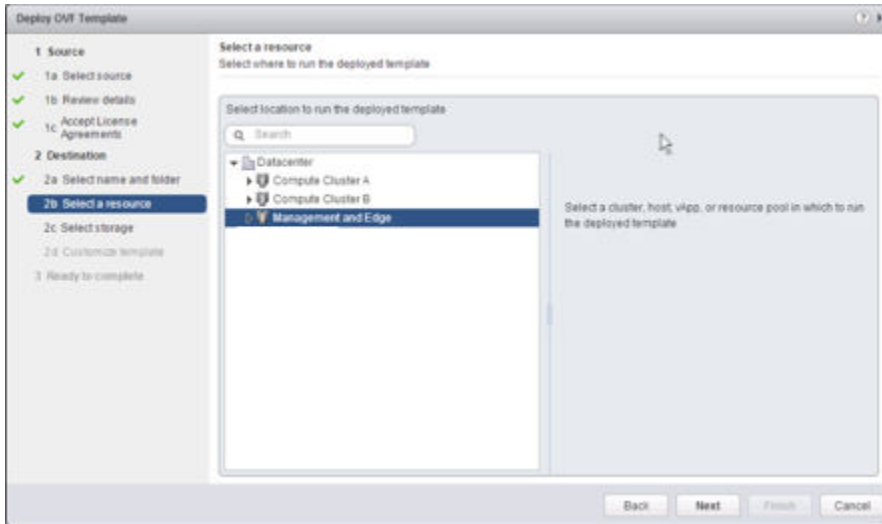 Deploy OVF Template
1 Source
1a Select source
1b Review details
1c Accept License
Agreements
2 Destination
2a Select name and folder
2b Select a resource
2c Select storage
2d Customize template
3 Ready to complete
Select a resource
Select where to run the deployed template
Select location to run the deployed template
Search
Datacenter
Compute Cluster A
Compute Cluster B
Management and Edge
Select a cluster, host, vApp, or resource pool in which to run
the deployed template
Back
Next
Finish
Cancel